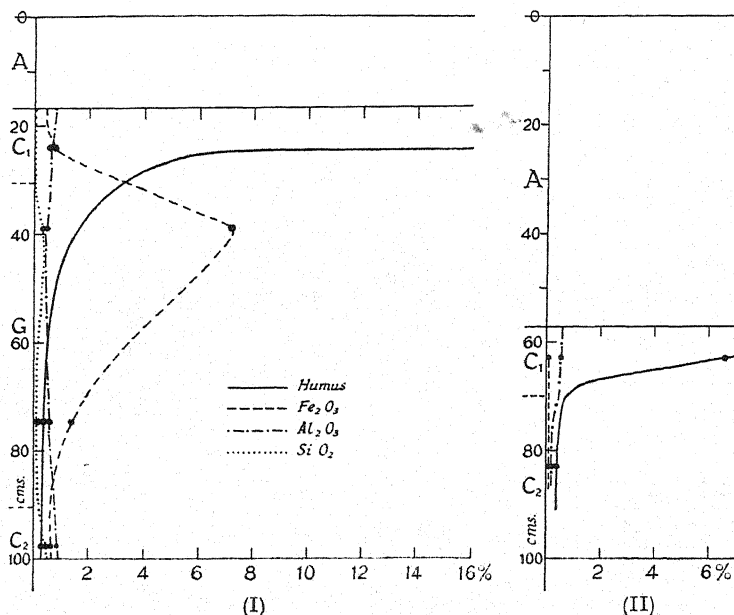 0
A
20
C₁
40
G
60
80
cms.
C₂
100
2 4 6 8 10 12 14 16%
(I)
Humus
Fe₂O₃
Al₂O₃
SiO₂
0
20
A
40
60
C₁
80
C₂
cms.
100
2 4 6%
(II)